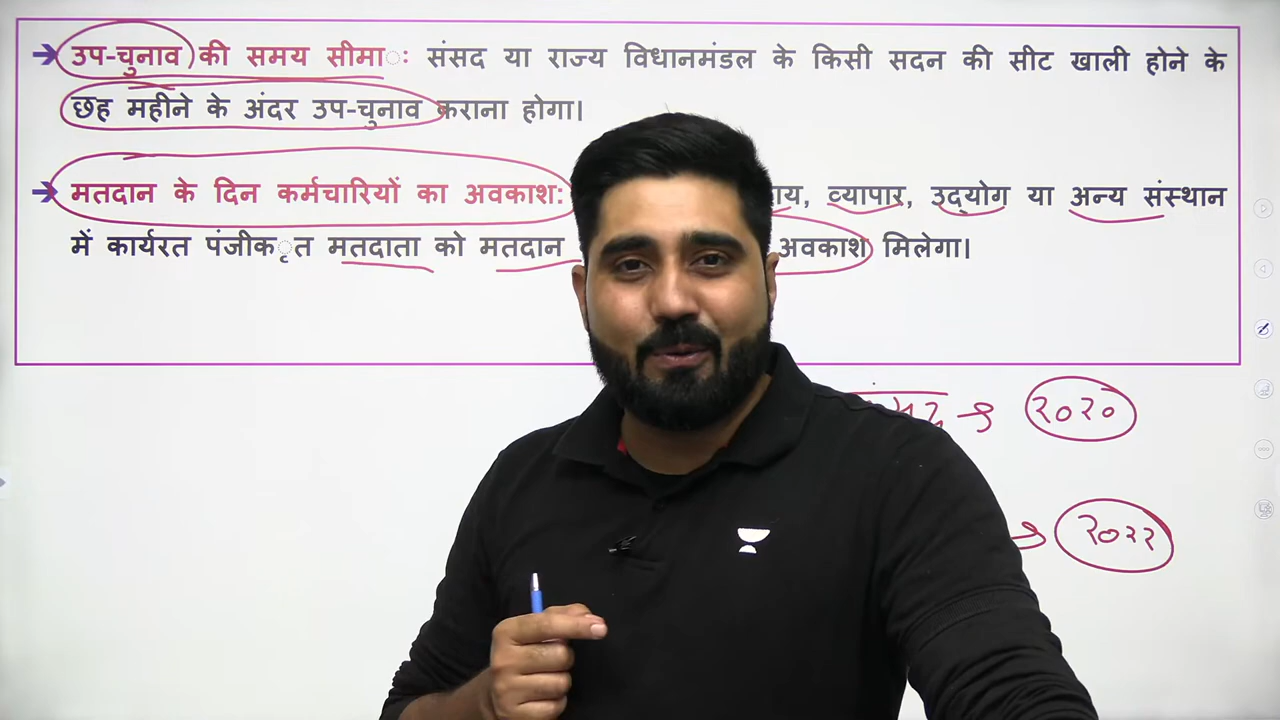 उप-चुनाव की समय सीमाः संसद या राज्य विधानमंडल के किसी सदन की सीट खाली होने के
छह महीने के अंदर उप-चुनाव कराना होगा।
मतदान के दिन कर्मचारियों का अवकाश: व्यापार, उद्योग या अन्य संस्थान
में कार्यरत पंजीकृत मतदाता को मतदान अवकाश मिलेगा।
२०२०
२०२२